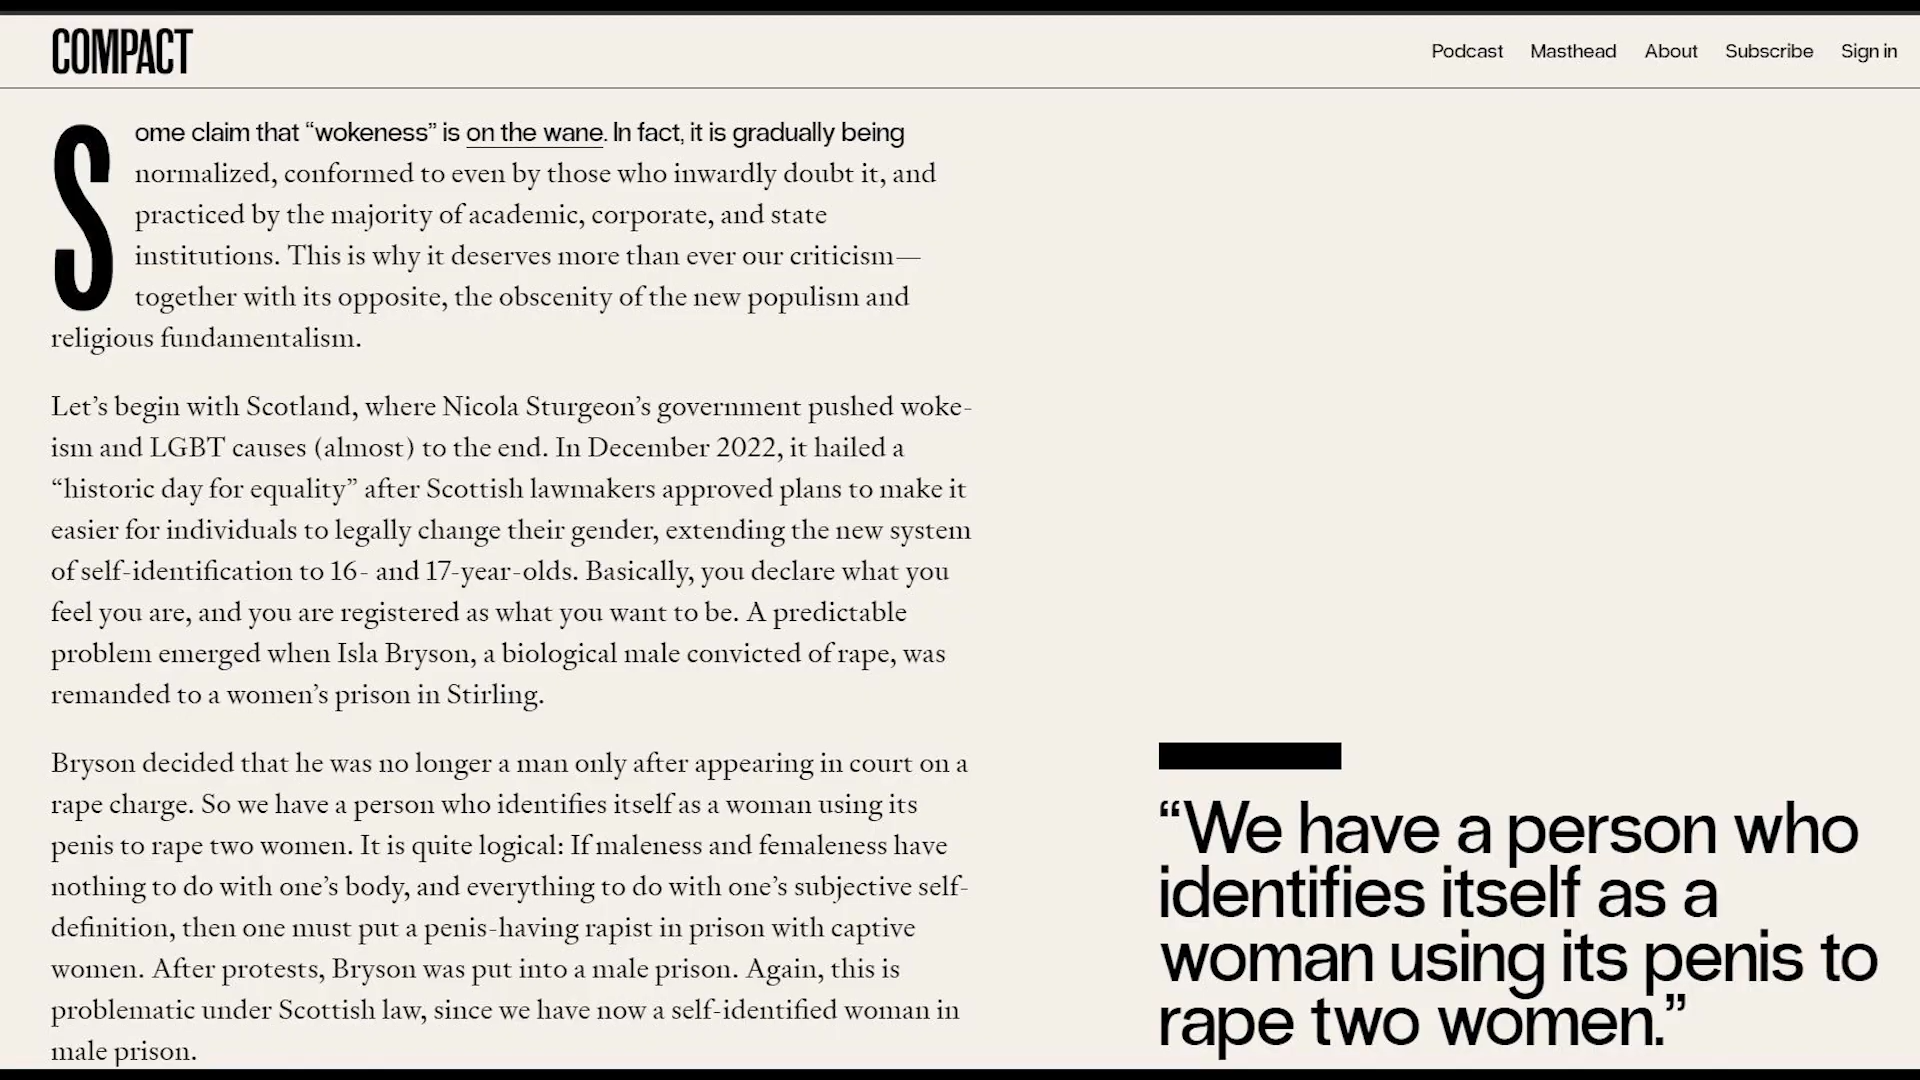 COMPACT
Podcast Masthead About Subscribe Sign in
Some claim that “wokeness” is on the wane. In fact, it is gradually being
normalized, conformed to even by those who inwardly doubt it, and
practiced by the majority of academic, corporate, and state
institutions. This is why it deserves more than ever our criticism—
together with its opposite, the obscenity of the new populism and
religious fundamentalism.
Let’s begin with Scotland, where Nicola Sturgeon’s government pushed woke-
ism and LGBT causes (almost) to the end. In December 2022, it hailed a
“historic day for equality” after Scottish lawmakers approved plans to make it
easier for individuals to legally change their gender, extending the new system
of self-identification to 16- and 17-year-olds. Basically, you declare what you
feel you are, and you are registered as what you want to be. A predictable
problem emerged when Isla Bryson, a biological male convicted of rape, was
remanded to a women’s prison in Stirling.
Bryson decided that he was no longer a man only after appearing in court on a
rape charge. So we have a person who identifies itself as a woman using its
penis to rape two women. It is quite logical: If maleness and femaleness have
nothing to do with one’s body, and everything to do with one’s subjective self-
definition, then one must put a penis-having rapist in prison with captive
women. After protests, Bryson was put into a male prison. Again, this is
problematic under Scottish law, since we have now a self-identified woman in
male prison.
“We have a person who
identifies itself as a
woman using its penis to
rape two women.”